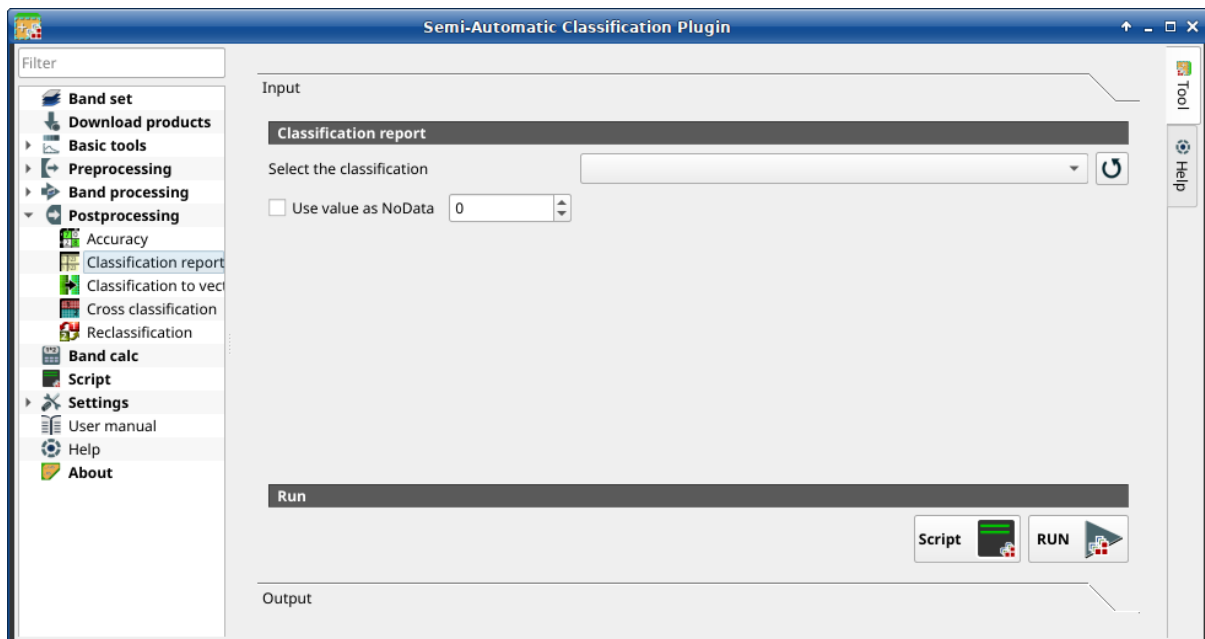 Semi-Automatic Classification Plugin
Filter
Band set
Download products
Basic tools
Preprocessing
Band processing
Postprocessing
Accuracy
Classification report
Classification to vect
Cross classification
Reclassification
Band calc
Script
Settings
User manual
Help
About
Input
Classification report
Select the classification
Use value as NoData 0
Run
Script RUN
Output
Tool
Help